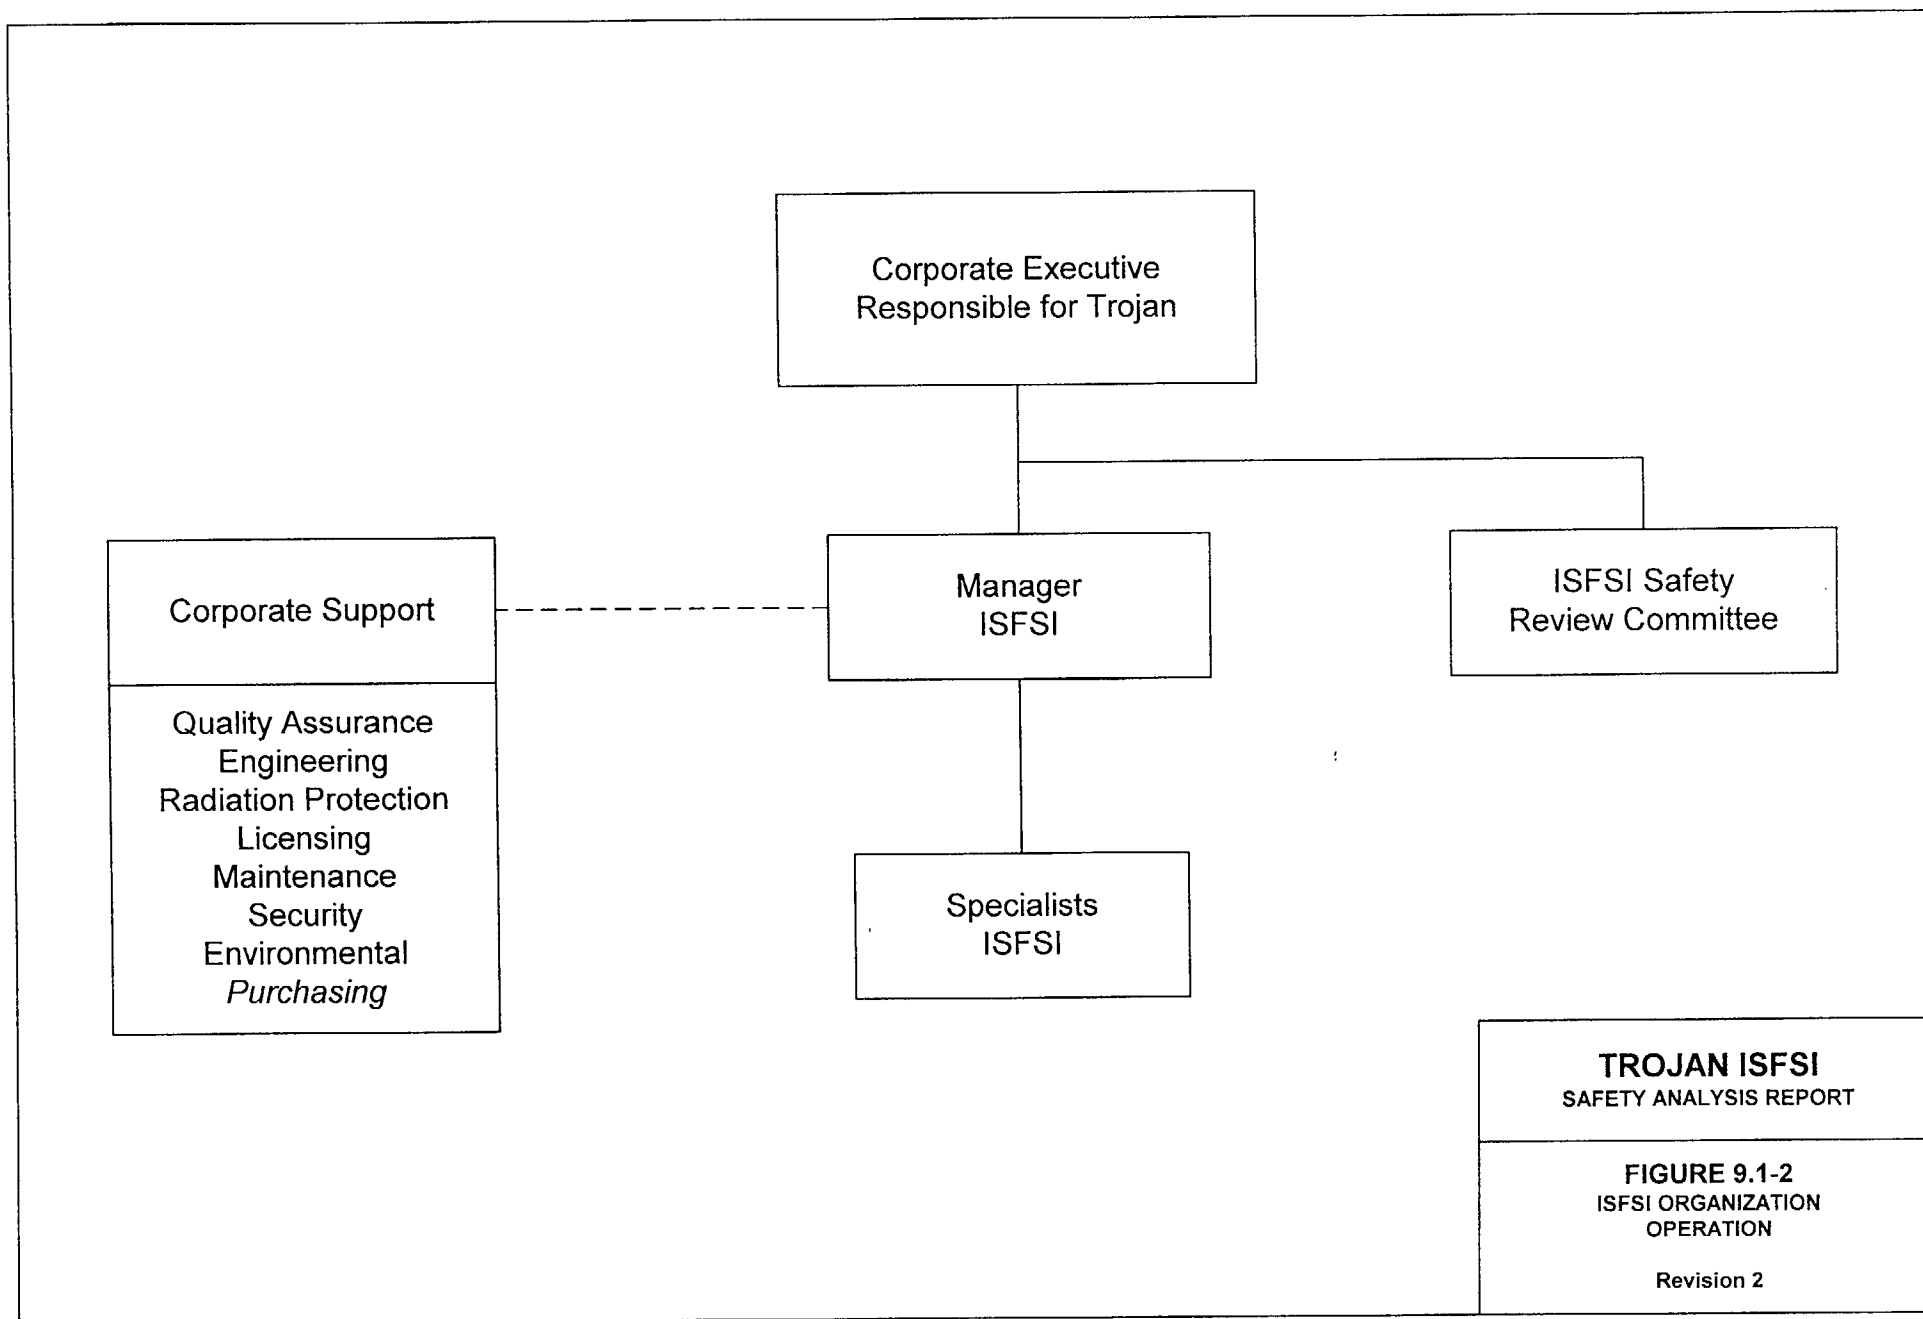 Corporate Executive
Responsible for Trojan
Corporate Support
Manager
ISFSI
ISFSI Safety
Review Committee
Quality Assurance
Engineering
Radiation Protection
Licensing
Maintenance
Security
Environmental
Purchasing
Specialists
ISFSI
TROJAN ISFSI
SAFETY ANALYSIS REPORT
FIGURE 9.1-2
ISFSI ORGANIZATION
OPERATION
Revision 2